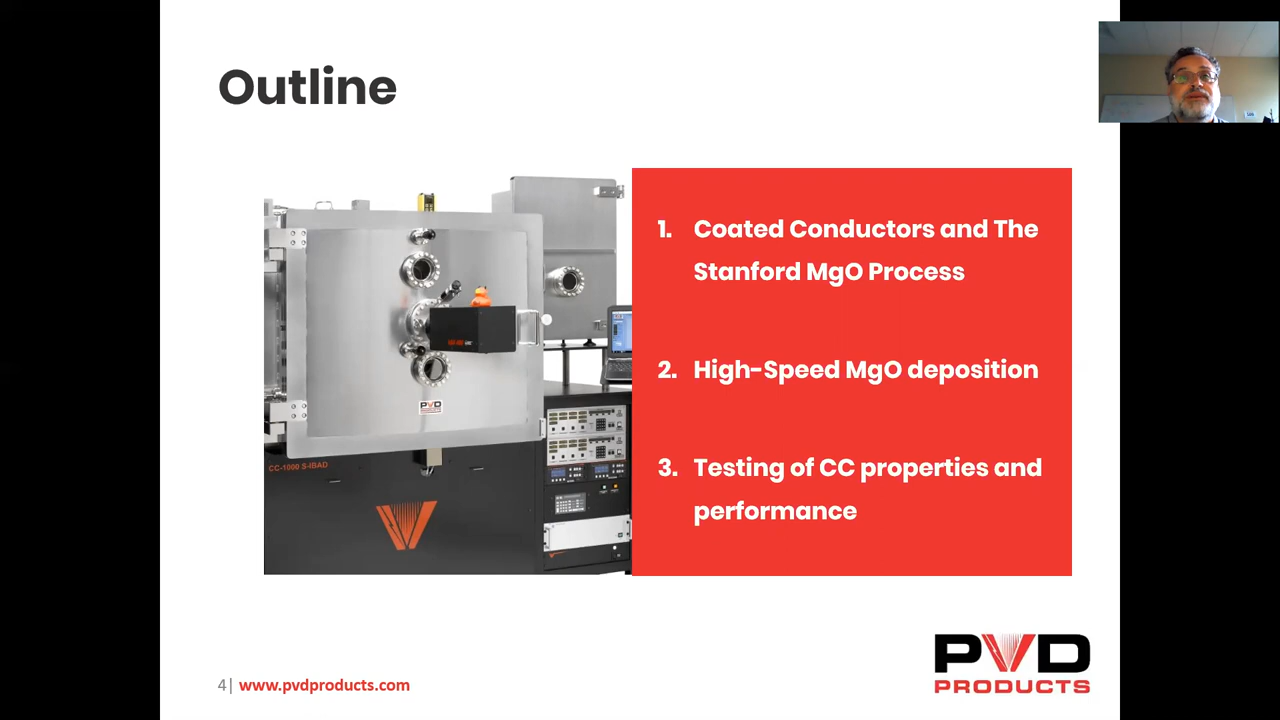 Outline
1. Coated Conductors and The
Stanford MgO Process
2. High-Speed MgO deposition
3. Testing of CC properties and
performance
PVD
CC-1000 S-IBAD
4| www.pvdproducts.com
PVD
PRODUCTS